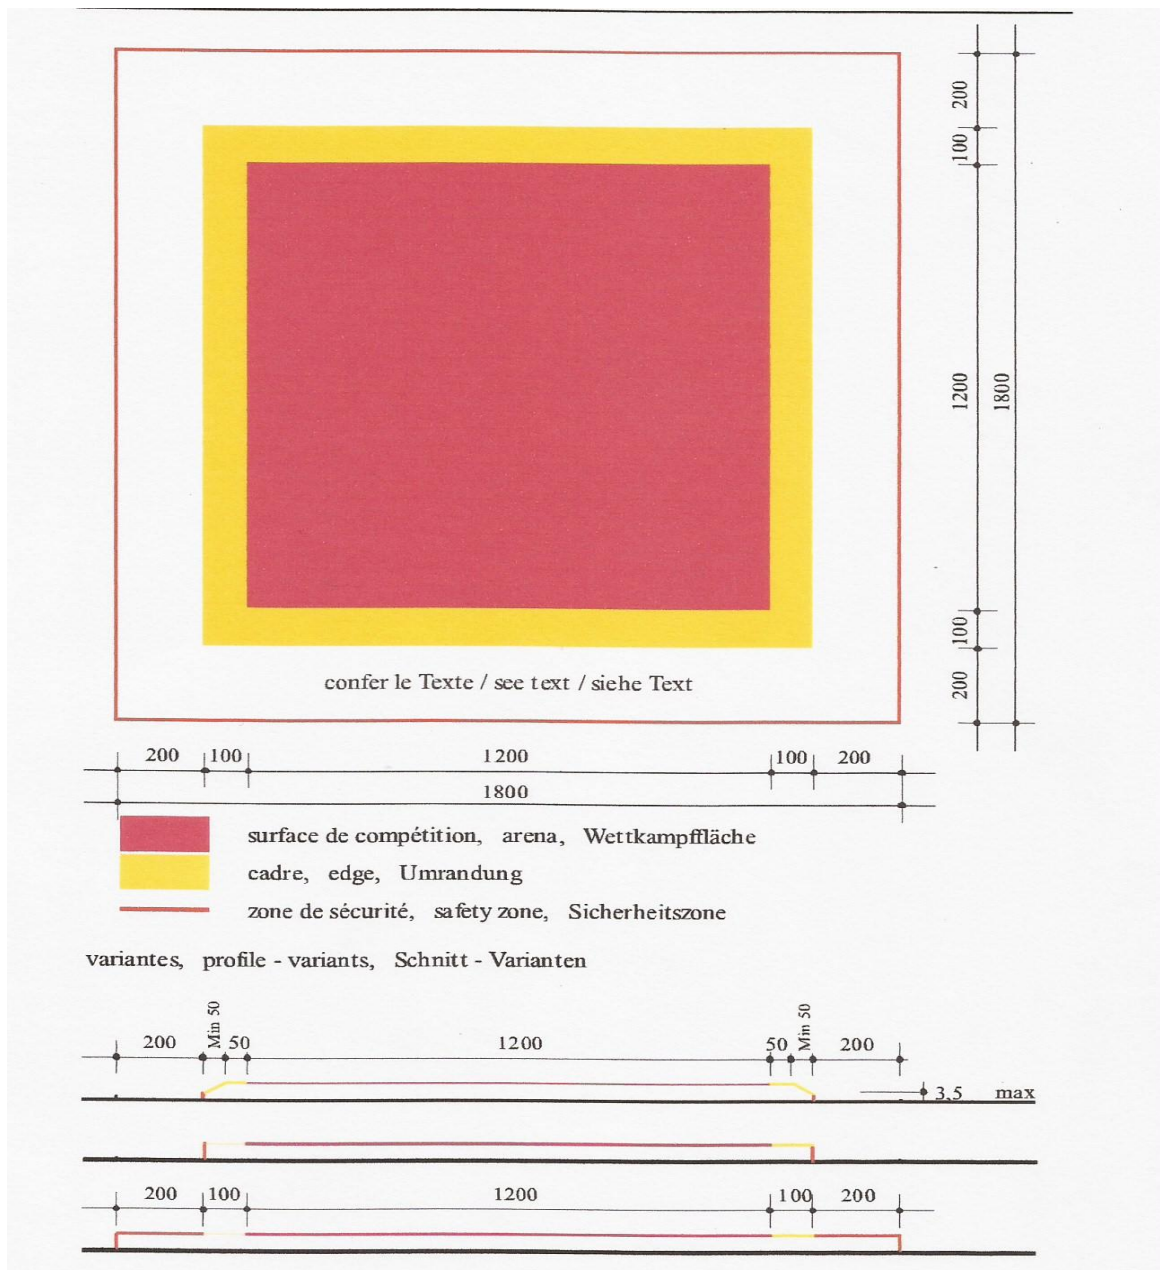 200
100
1200
1800
100
200
confer le Texte / see text / siehe Text
200 100 1200 100 200
1800
surface de compétition, arena, Wettkampffläche
cadre, edge, Umrandung
zone de sécurité, safety zone, Sicherheitszone
variantes, profile - variants, Schnitt - Varianten
200 Min 50 50 1200 50 Min 50 200
3,5 max
200 100 1200 100 200